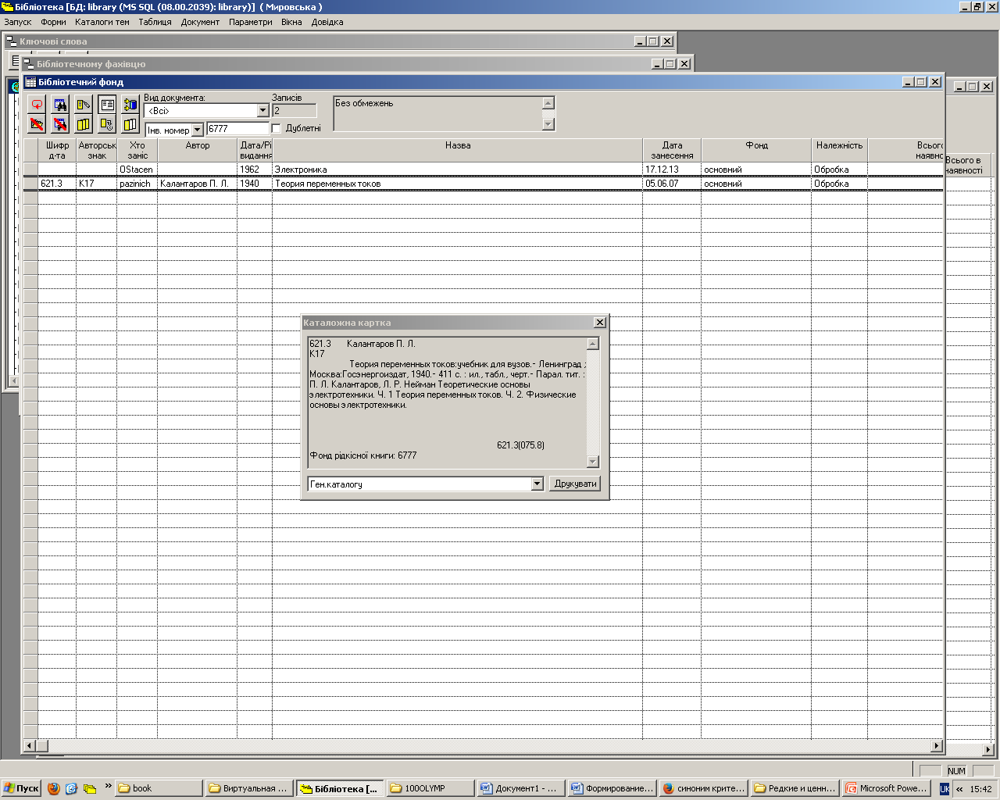 Бібліотека [БД: library (MS SQL (08.00.2039): library)] ( Мировська )
Запуск Форми Каталоги тем Таблиця Документ Параметри Вікна Довідка
Ключові слова
Бібліотечному фахівцю
Бібліотечний фонд
Вид документа: Записів
<Всі> 2 Без обмежень
Інв. номер 6777 Дублетні
Шифр д-та Авторськ знак Хто заніс Автор Дата/Рі видання Назва Дата занесення Фонд Належність Всього наявно
Всього в наявності
OStacen 1962 Электроника 17.12.13 основний Обробка
621.3 К17 pazinich Калантаров П. Л. 1940 Теория переменных токов 05.06.07 основний Обробка
Каталожна картка
621.3 Калантаров П. Л.
К17
Теория переменных токов:учебник для вузов.- Ленинград ;
Москва:Госэнергоиздат, 1940.- 411 с. : ил., табл., черт.- Парал. тит. :
П. Л. Калантаров, Л. Р. Нейман Теоретические основы
электротехники. Ч. 1 Теория переменных токов. Ч. 2. Физические
основы электротехники.
621.3(075.8)
Фонд рідкісної книги: 6777
Ген.каталогу Друкувати
NUM
Пуск » book Виртуальная ... Бібліотека [... 100OLYMP Документ1 - ... Формирование... синоним крите... Редкие и ценн... Microsoft Powe... UK « 15:42